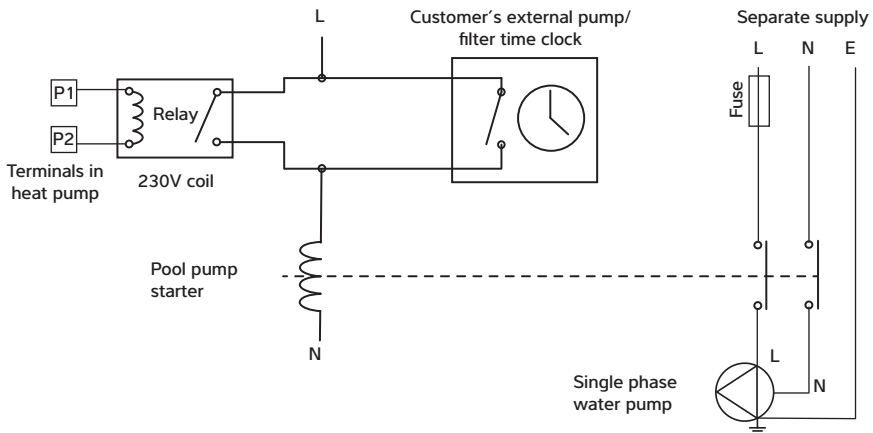 L
Customer's external pump/
filter time clock
Separate supply
L N E
P1
Relay
Fuse
P2
Terminals in
heat pump
230V coil
Pool pump
starter
N
L
Single phase
water pump
N